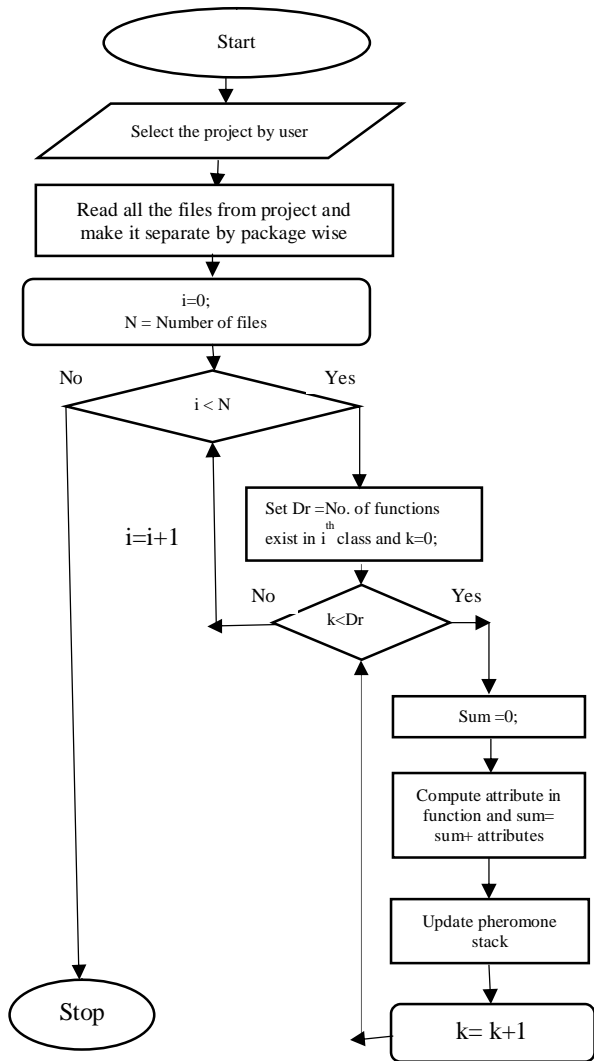 Start
Select the project by user
Read all the files from project and
make it separate by package wise
i=0;
N = Number of files
No
Yes
i < N
Set Dr =No. of functions
exist in i th class and k=0;
i=i+1
No
Yes
k<Dr
Sum =0;
Compute attribute in
function and sum=
sum+ attributes
Update pheromone
stack
Stop
k= k+1